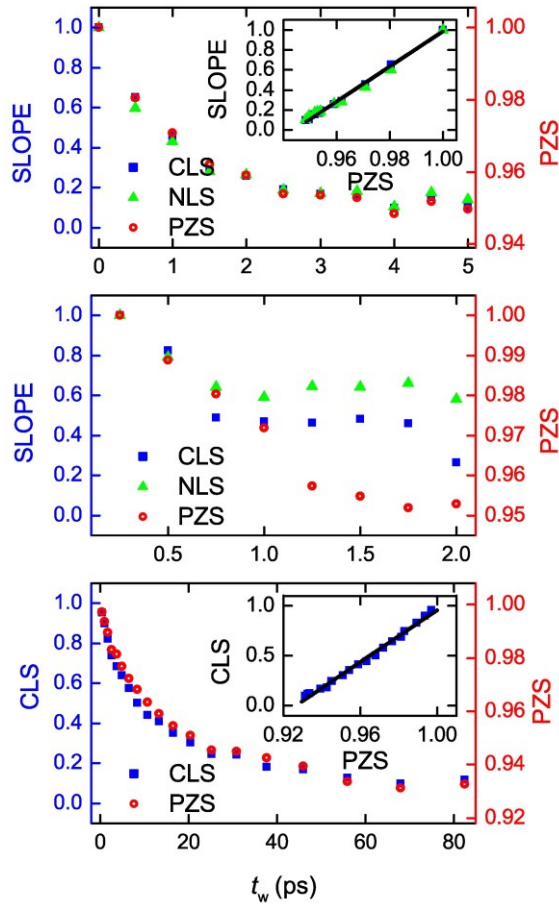 1.0
0.8
0.6
0.4
0.2
0.0
SLOPE
CLS
NLS
PZS
0 1 2 3 4 5
1.00
0.98
0.96
0.94
PZS
SLOPE
1.0
0.8
0.6
0.4
0.2
0.0
0.96 0.98 1.00
PZS
1.0
0.8
0.6
0.4
0.2
0.0
SLOPE
CLS
NLS
PZS
0.5 1.0 1.5 2.0
1.00
0.99
0.98
0.97
0.96
0.95
PZS
1.0
0.8
0.6
0.4
0.2
0.0
CLS
CLS
PZS
0 20 40 60 80
1.00
0.98
0.96
0.94
0.92
PZS
CLS
1.0
0.5
0.0
0.92 0.96 1.00
PZS
t_w (ps)